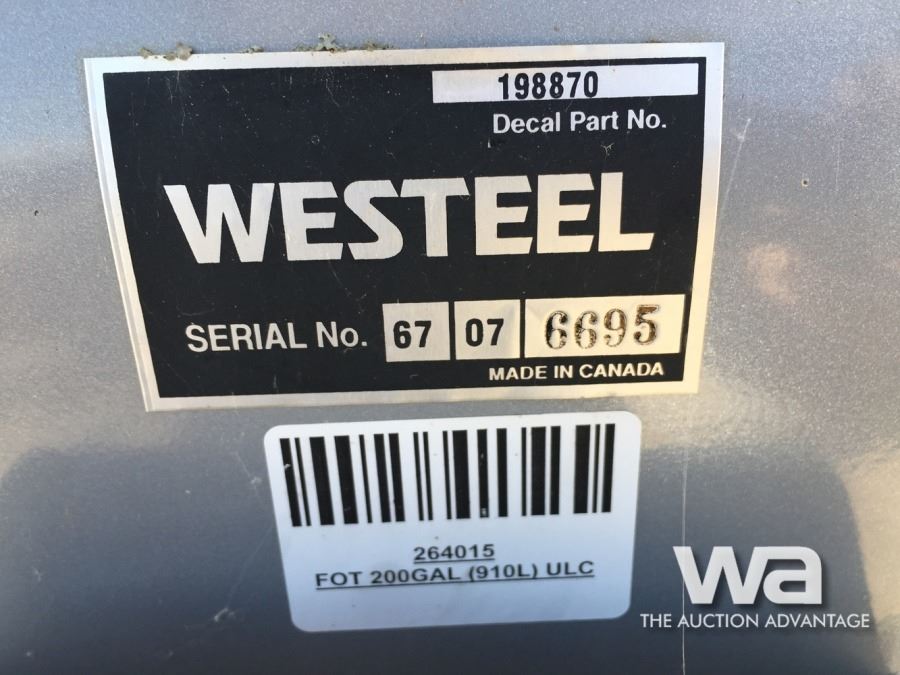 198870
Decal Part No.
WESTEEL
SERIAL No. 67 07 6695
MADE IN CANADA
264015
FOT 200GAL (910L) ULC
wa
THE AUCTION ADVANTAGE